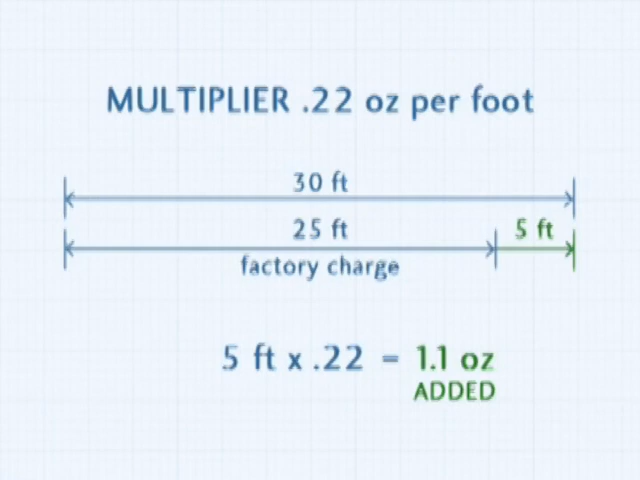 MULTIPLIER .22 oz per foot
30 ft
25 ft
5 ft
factory charge
5 ft x .22 = 1.1 oz
ADDED